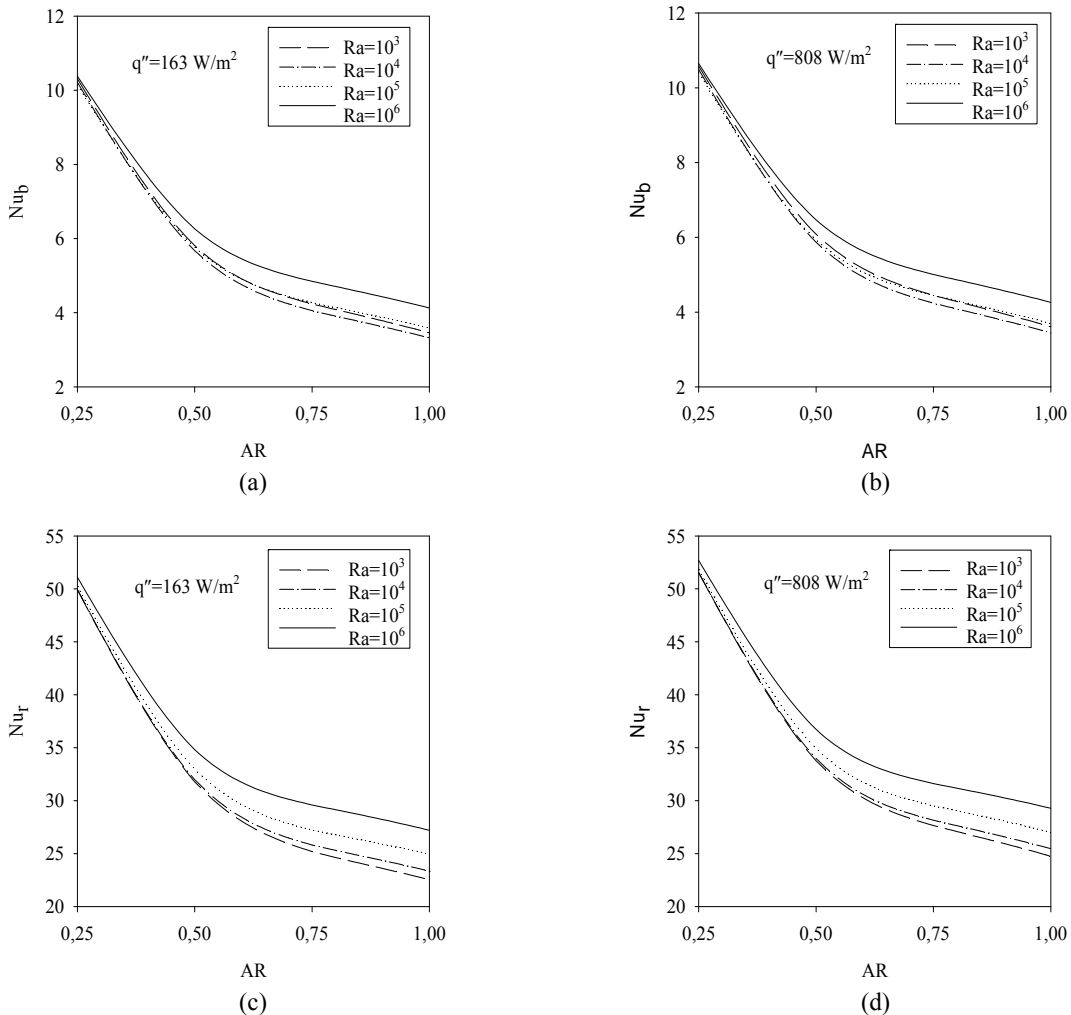 12
10
8
6
4
2
0,25
0,50
0,75
1,00
Nu_b
AR
q″=163 W/m²
Ra=10³
Ra=10⁴
Ra=10⁵
Ra=10⁶
(a)
12
10
8
6
4
2
0,25
0,50
0,75
1,00
Nu_b
AR
q″=808 W/m²
Ra=10³
Ra=10⁴
Ra=10⁵
Ra=10⁶
(b)
55
50
45
40
35
30
25
20
0,25
0,50
0,75
1,00
Nu_r
AR
q″=163 W/m²
Ra=10³
Ra=10⁴
Ra=10⁵
Ra=10⁶
(c)
55
50
45
40
35
30
25
20
0,25
0,50
0,75
1,00
Nu_r
AR
q″=808 W/m²
Ra=10³
Ra=10⁴
Ra=10⁵
Ra=10⁶
(d)